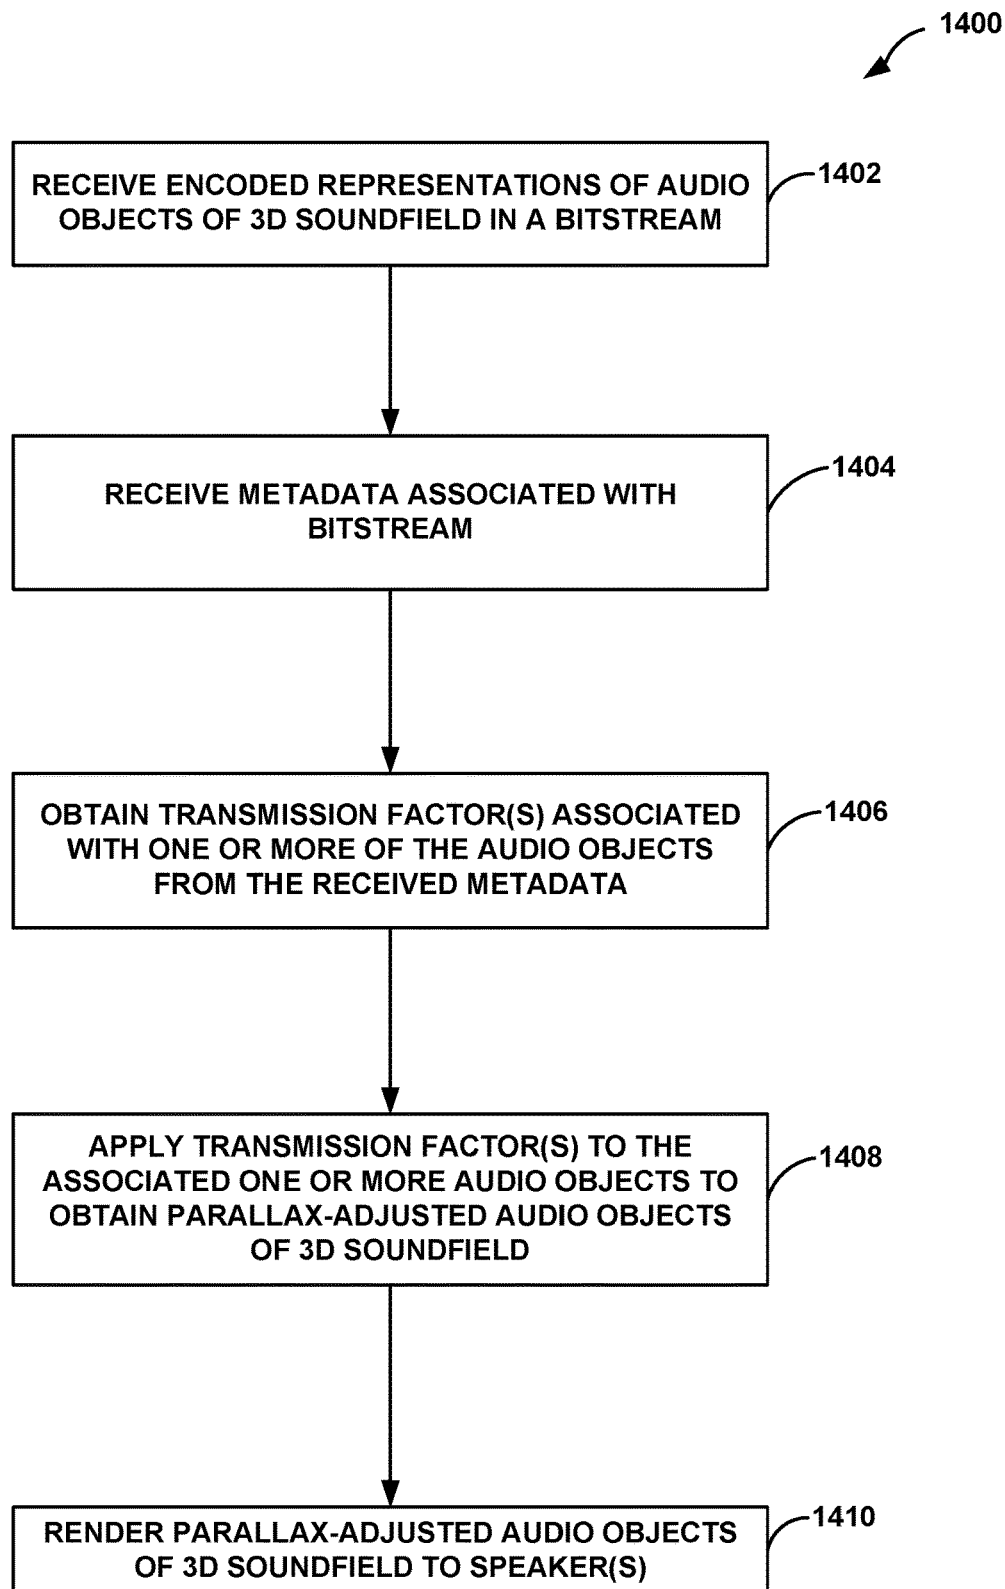 1400
RECEIVE ENCODED REPRESENTATIONS OF AUDIO
OBJECTS OF 3D SOUNDFIELD IN A BITSTREAM
1402
RECEIVE METADATA ASSOCIATED WITH
BITSTREAM
1404
OBTAIN TRANSMISSION FACTOR(S) ASSOCIATED
WITH ONE OR MORE OF THE AUDIO OBJECTS
FROM THE RECEIVED METADATA
1406
APPLY TRANSMISSION FACTOR(S) TO THE
ASSOCIATED ONE OR MORE AUDIO OBJECTS TO
OBTAIN PARALLAX-ADJUSTED AUDIO OBJECTS
OF 3D SOUNDFIELD
1408
RENDER PARALLAX-ADJUSTED AUDIO OBJECTS
OF 3D SOUNDFIELD TO SPEAKER(S)
1410